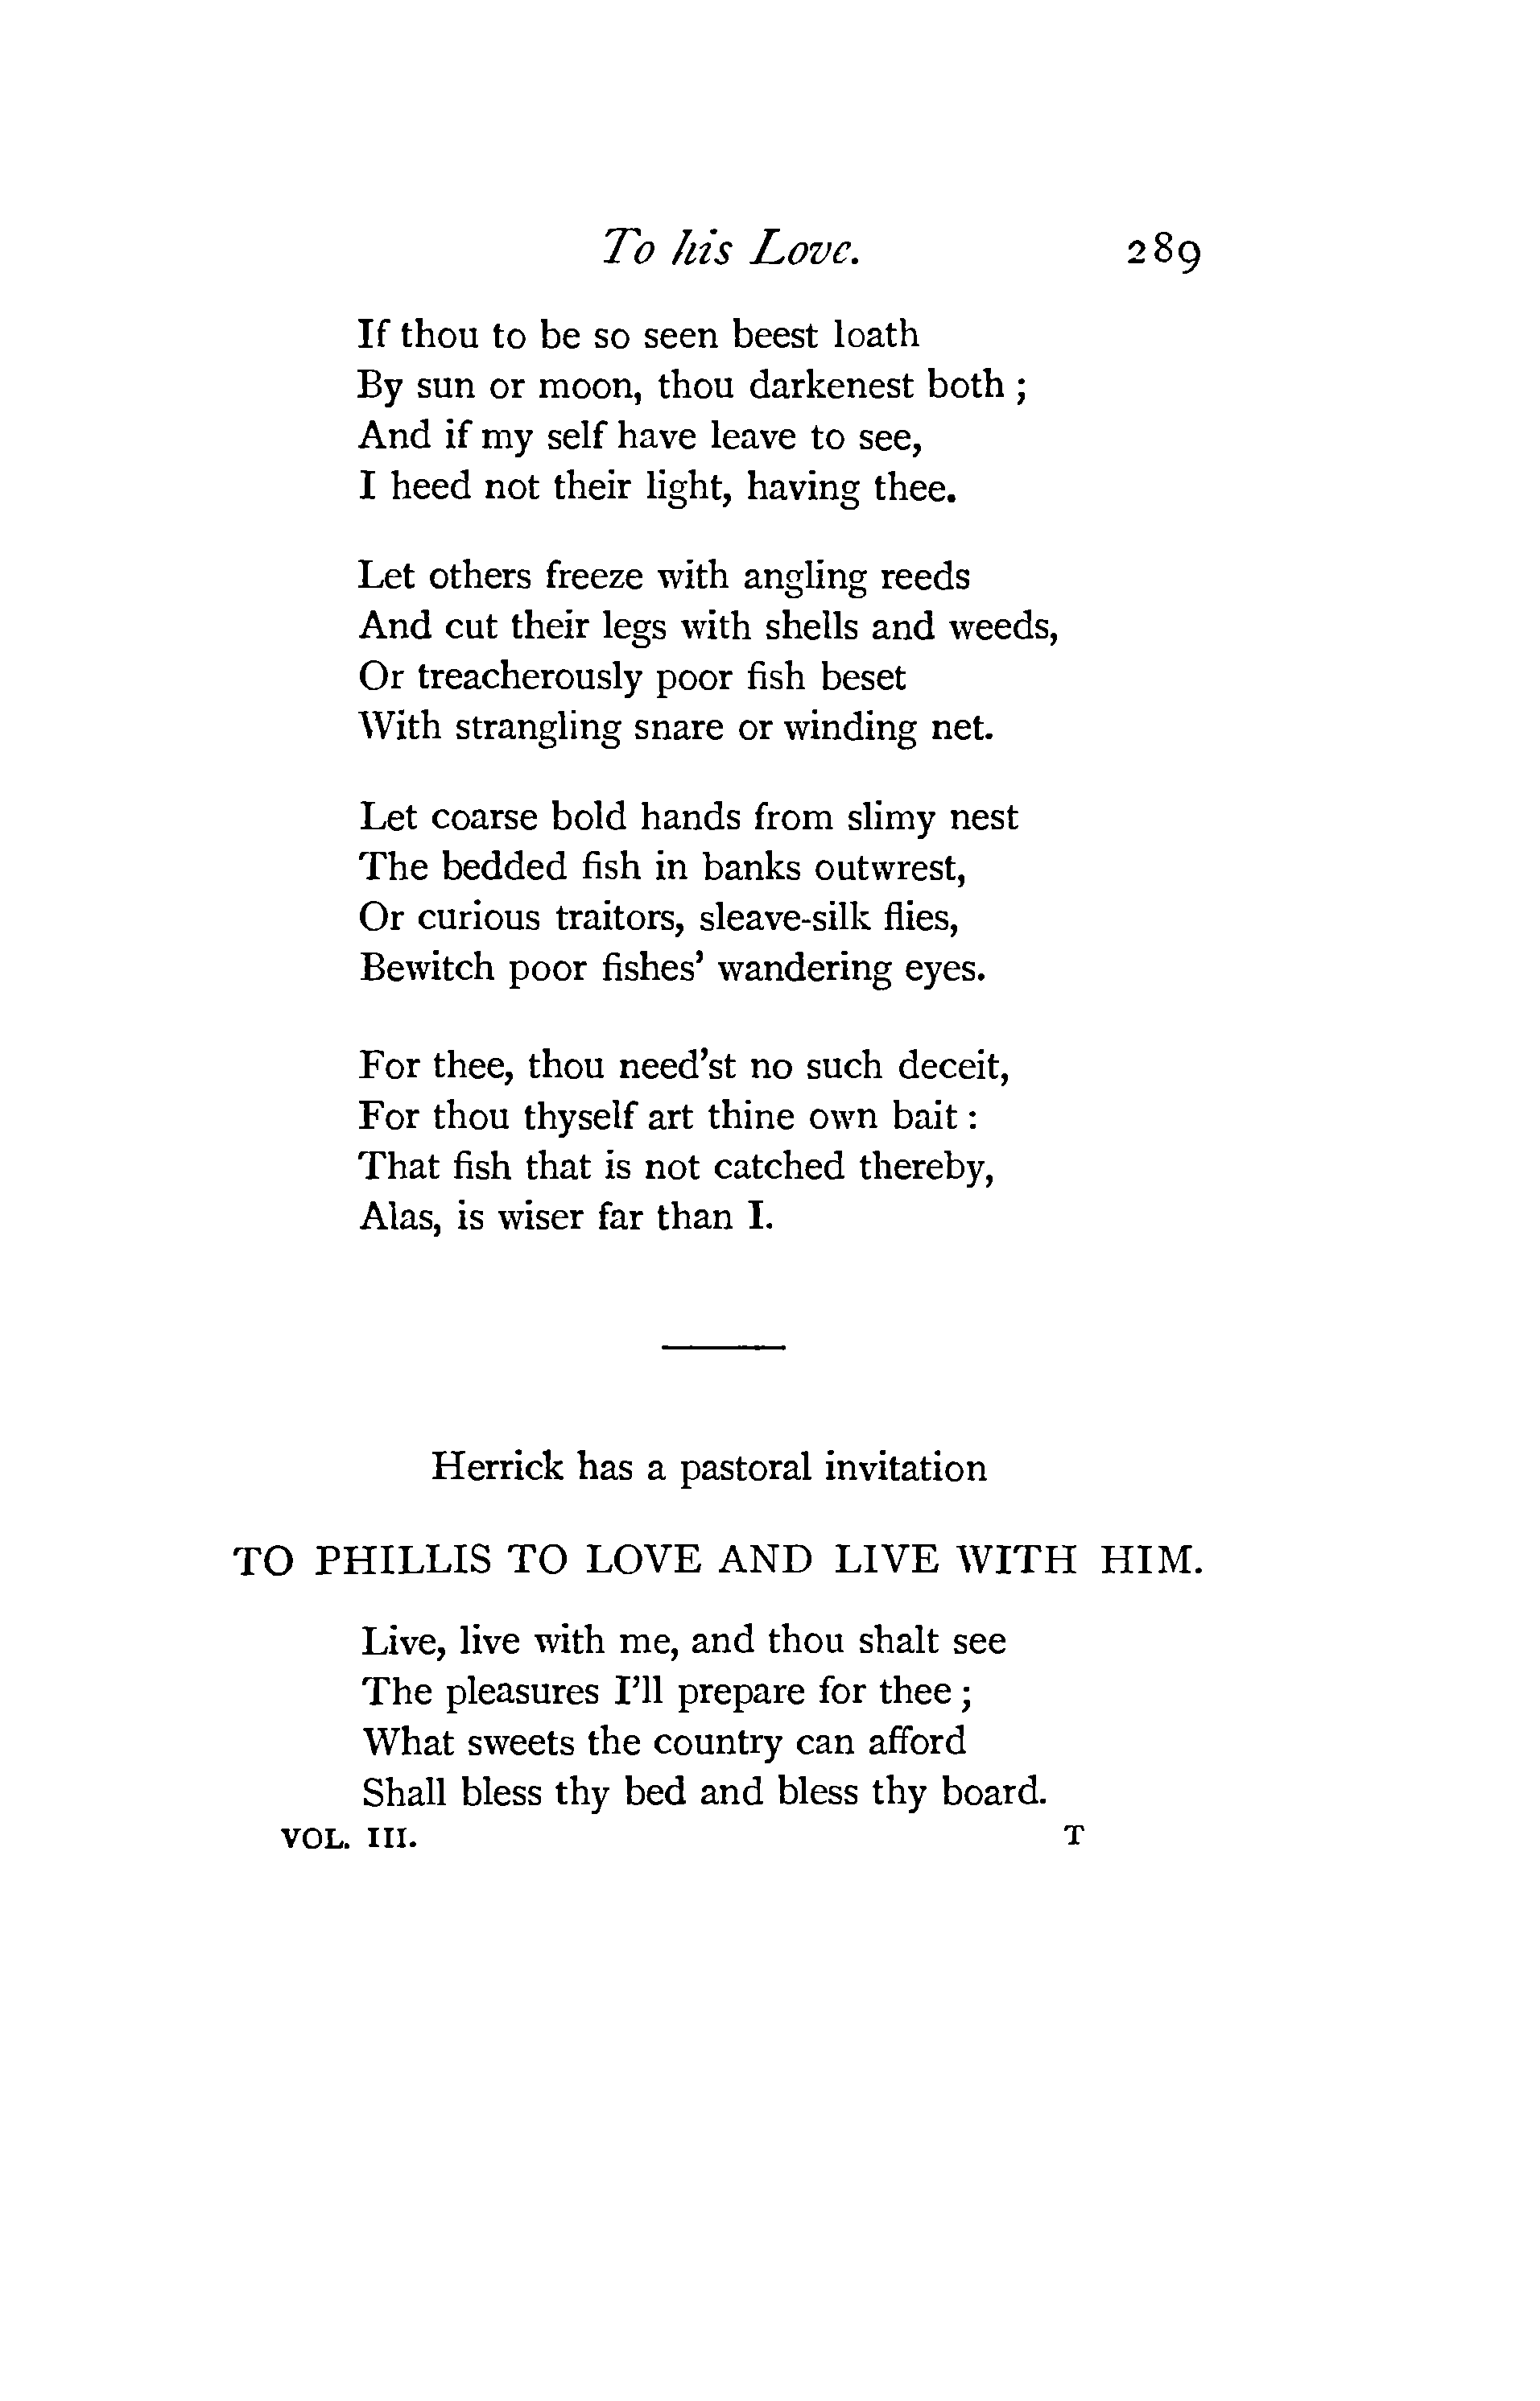 To his Love. 289
If thou to be so seen beest loath
By sun or moon, thou darkenest both ;
And if my self have leave to see,
I heed not their light, having thee.
Let others freeze with angling reeds
And cut their legs with shells and weeds,
Or treacherously poor fish beset
With strangling snare or winding net.
Let coarse bold hands from slimy nest
The bedded fish in banks outwrest,
Or curious traitors, sleave-silk flies,
Bewitch poor fishes’ wandering eyes.
For thee, thou need’st no such deceit,
For thou thyself art thine own bait :
That fish that is not catched thereby,
Alas, is wiser far than I.
Herrick has a pastoral invitation
TO PHILLIS TO LOVE AND LIVE WITH HIM.
Live, live with me, and thou shalt see
The pleasures I’ll prepare for thee ;
What sweets the country can afford
Shall bless thy bed and bless thy board.
VOL. III. T